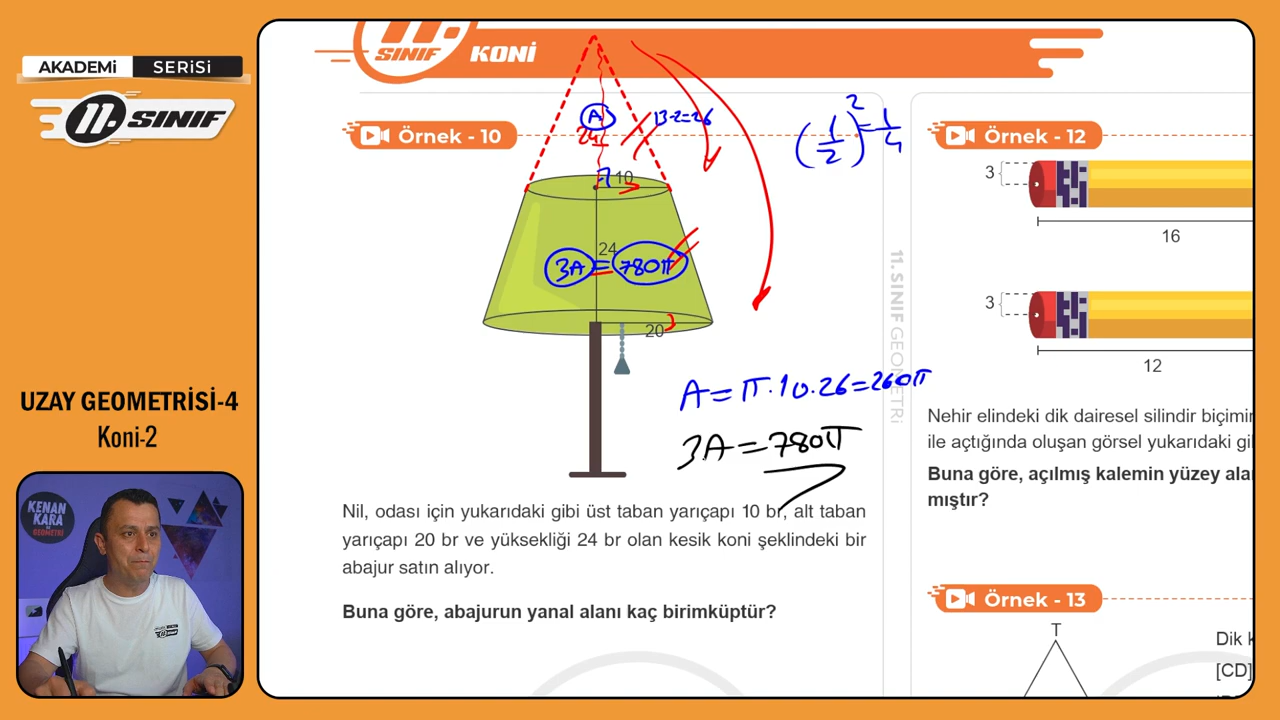 AKADEMİ SERİSİ
11. SINIF
UZAY GEOMETRİSİ-4
Koni-2
KENAN
KARA
GEOMETRİ
11.
SINIF
KONİ
Örnek - 10
A
24
13·2=26
(1/2)²=1/4
10
24
3A = 780π
20
A = π.10.26=260π
3A = 780π
Nil, odası için yukarıdaki gibi üst taban yarıçapı 10 br, alt taban
yarıçapı 20 br ve yüksekliği 24 br olan kesik koni şeklindeki bir
abajur satın alıyor.
Buna göre, abajurun yanal alanı kaç birimküptür?
11. SINIF GEOMETRİ
Örnek - 12
3
16
3
12
Nehir elindeki dik dairesel silindir biçimin
ile açtığında oluşan görsel yukarıdaki gi
Buna göre, açılmış kalemin yüzey ala
mıştır?
Örnek - 13
T
Dik k
[CD]